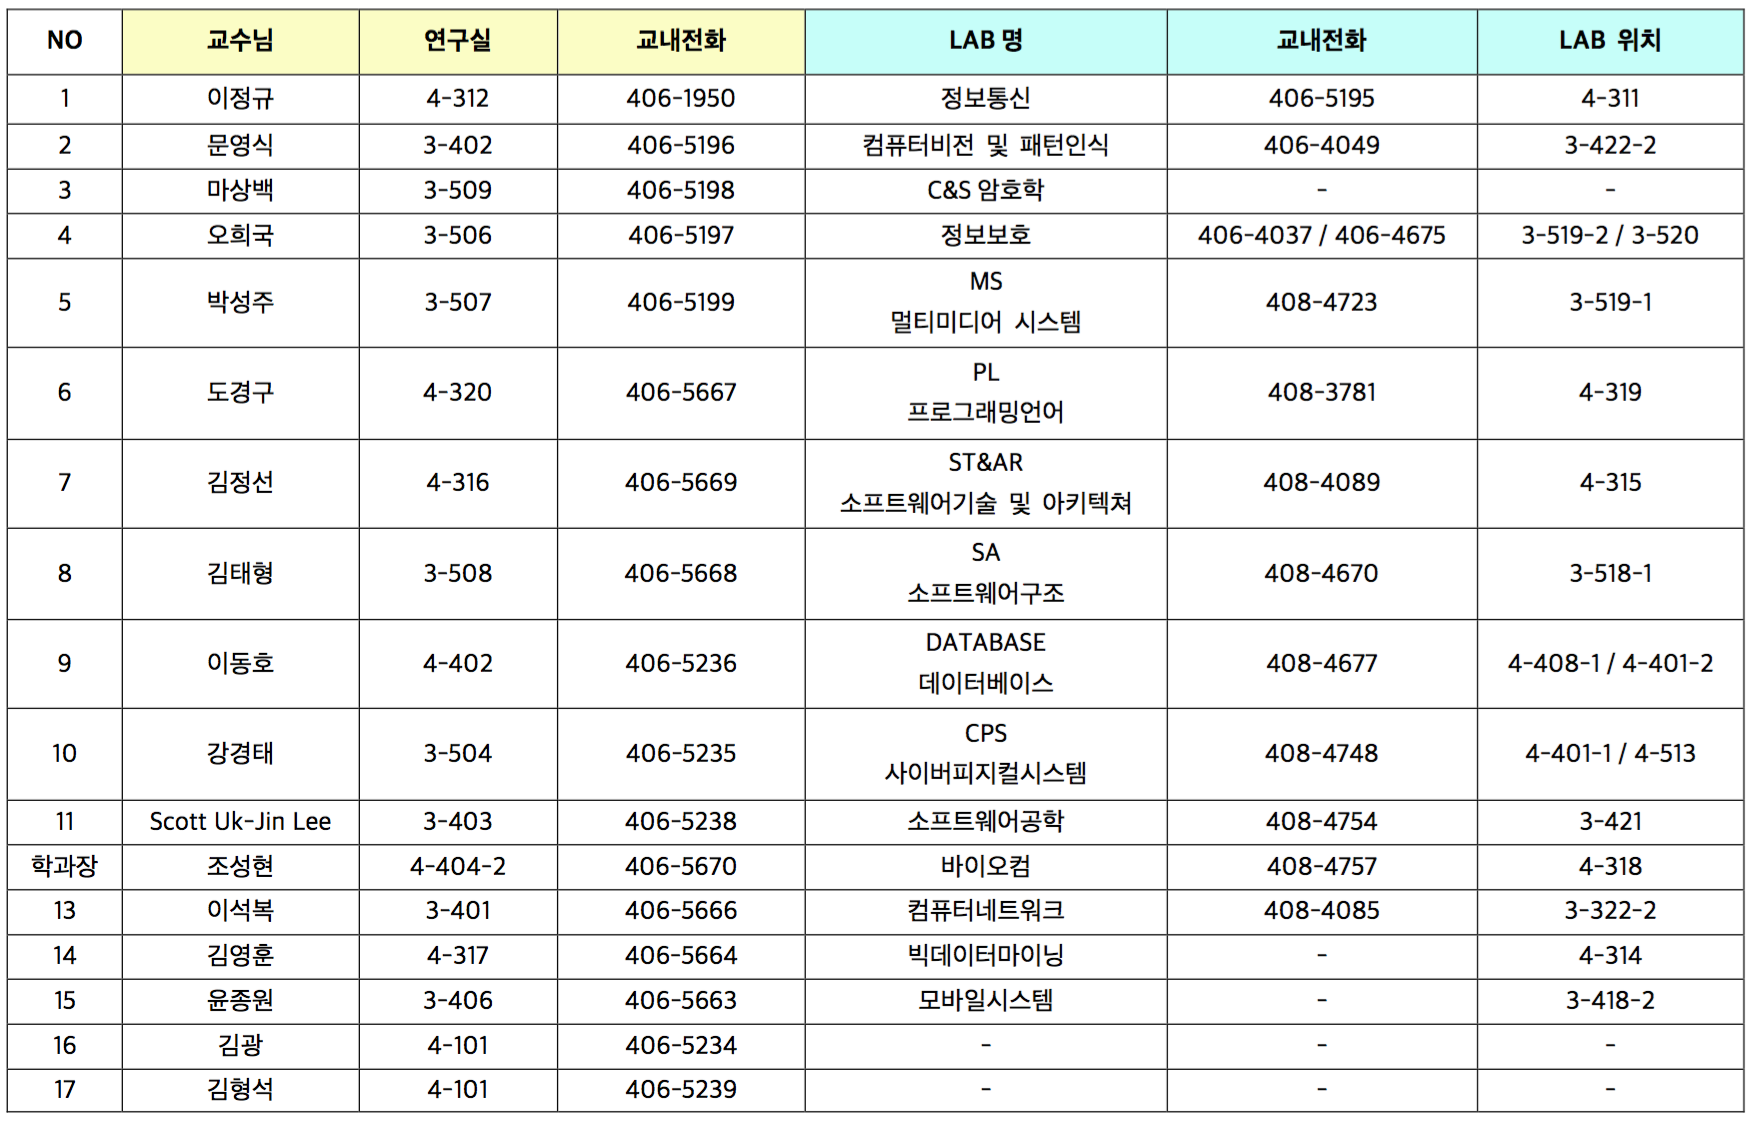 NO 교수님 연구실 교내전화 LAB 명 교내전화 LAB 위치
1 이정규 4-312 406-1950 정보통신 406-5195 4-311
2 문영식 3-402 406-5196 컴퓨터비전 및 패턴인식 406-4049 3-422-2
3 마상백 3-509 406-5198 C&S 암호학 - -
4 오희국 3-506 406-5197 정보보호 406-4037 / 406-4675 3-519-2 / 3-520
5 박성주 3-507 406-5199 MS 408-4723 3-519-1
멀티미디어 시스템
6 도경구 4-320 406-5667 PL 408-3781 4-319
프로그래밍언어
7 김정선 4-316 406-5669 ST&AR 408-4089 4-315
소프트웨어기술 및 아키텍쳐
8 김태형 3-508 406-5668 SA 408-4670 3-518-1
소프트웨어구조
9 이동호 4-402 406-5236 DATABASE 408-4677 4-408-1 / 4-401-2
데이터베이스
10 강경태 3-504 406-5235 CPS 408-4748 4-401-1 / 4-513
사이버피지컬시스템
11 Scott Uk-Jin Lee 3-403 406-5238 소프트웨어공학 408-4754 3-421
학과장 조성현 4-404-2 406-5670 바이오컴 408-4757 4-318
13 이석복 3-401 406-5666 컴퓨터네트워크 408-4085 3-322-2
14 김영훈 4-317 406-5664 빅데이터마이닝 - 4-314
15 윤종원 3-406 406-5663 모바일시스템 - 3-418-2
16 김광 4-101 406-5234 - - -
17 김형석 4-101 406-5239 - - -